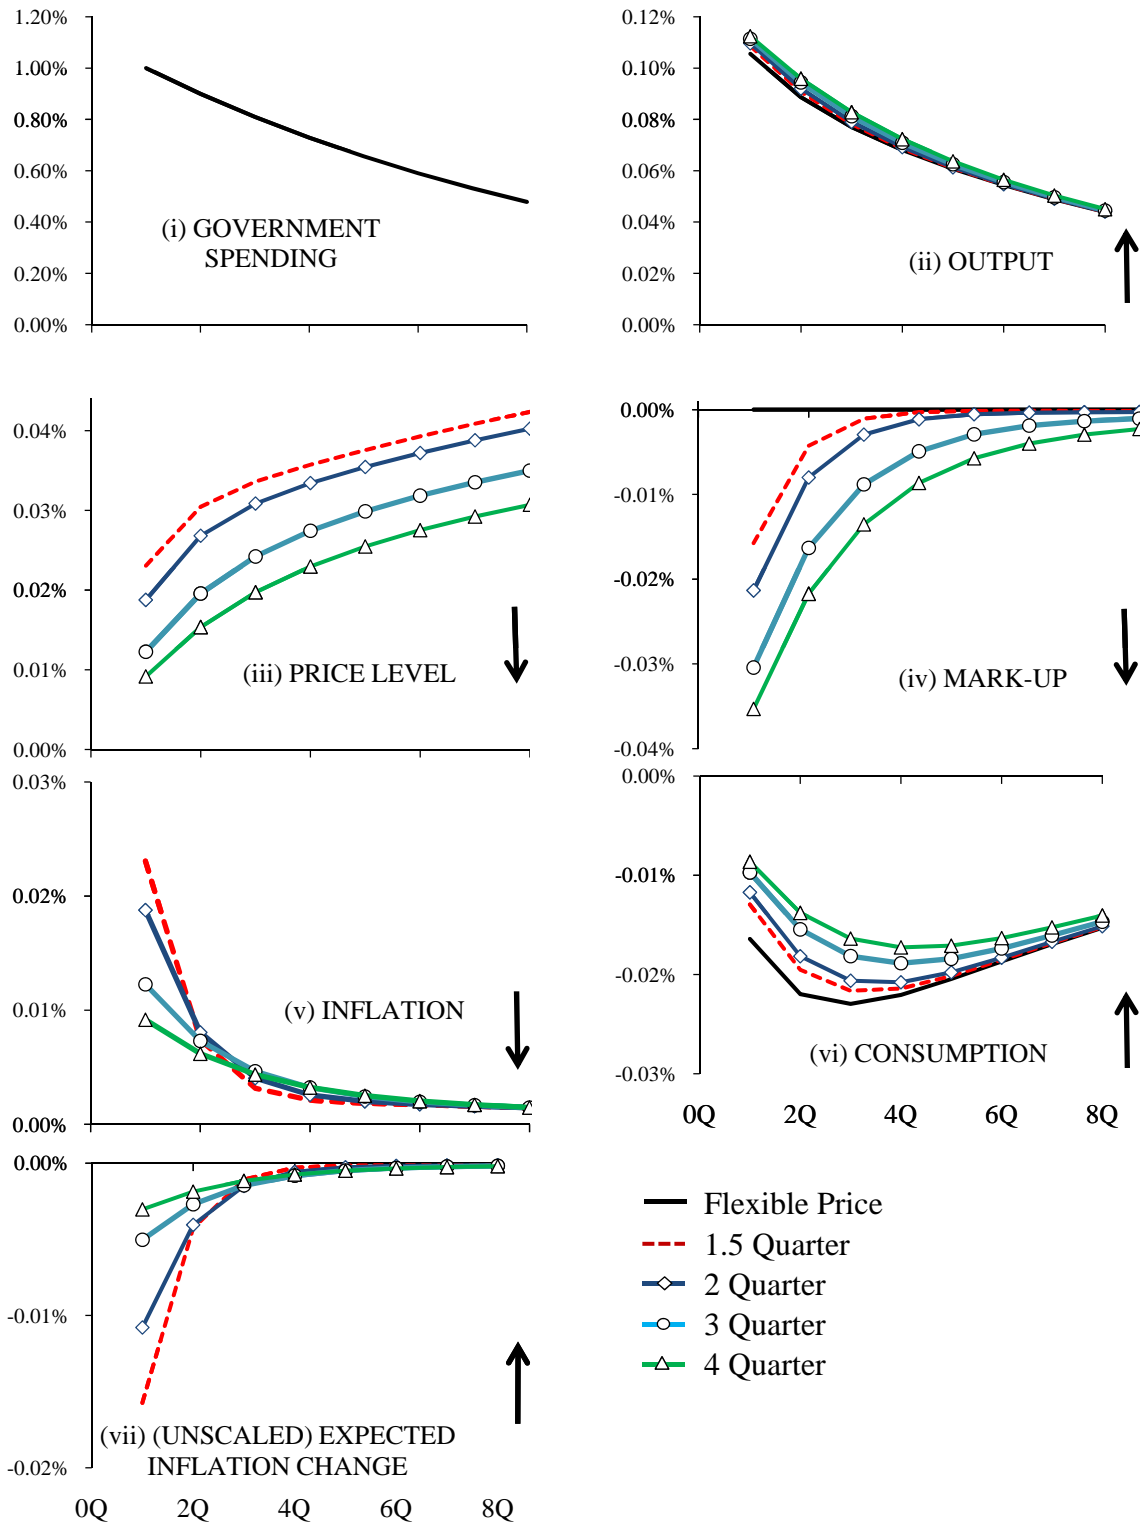 1.20%
1.00%
0.80%
0.60%
0.40%
0.20%
0.00%
(i) GOVERNMENT
SPENDING
0.12%
0.10%
0.08%
0.06%
0.04%
0.02%
0.00%
(ii) OUTPUT
0.04%
0.03%
0.02%
0.01%
0.00%
(iii) PRICE LEVEL
0.00%
-0.01%
-0.02%
-0.03%
-0.04%
(iv) MARK-UP
0.03%
0.02%
0.01%
0.00%
(v) INFLATION
0.00%
-0.01%
-0.02%
-0.03%
(vi) CONSUMPTION
0Q 2Q 4Q 6Q 8Q
0.00%
-0.01%
-0.02%
(vii) (UNSCALED) EXPECTED
INFLATION CHANGE
0Q 2Q 4Q 6Q 8Q
Flexible Price
1.5 Quarter
2 Quarter
3 Quarter
4 Quarter